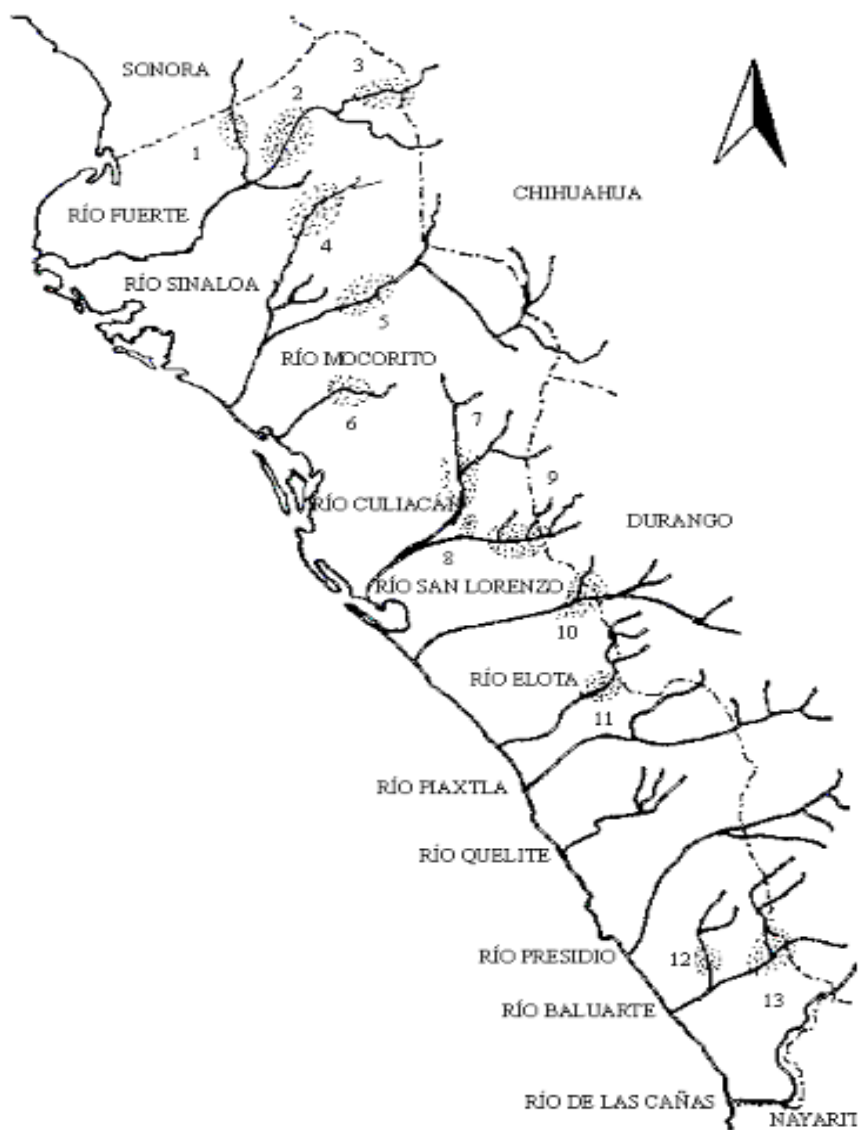 SONORA
3
2
1
CHIHUAHUA
RÍO FUERTE
4
RÍO SINALOA
5
RÍO MOCORITO
6
7
9
RÍO CULIACÁN
DURANGO
8
RÍO SAN LORENZO
10
RÍO ELOTA
11
RÍO PIAXTLA
RÍO QUELITE
RÍO PRESIDIO
12
13
RÍO BALUARTE
RÍO DE LAS CAÑAS
NAYARIT